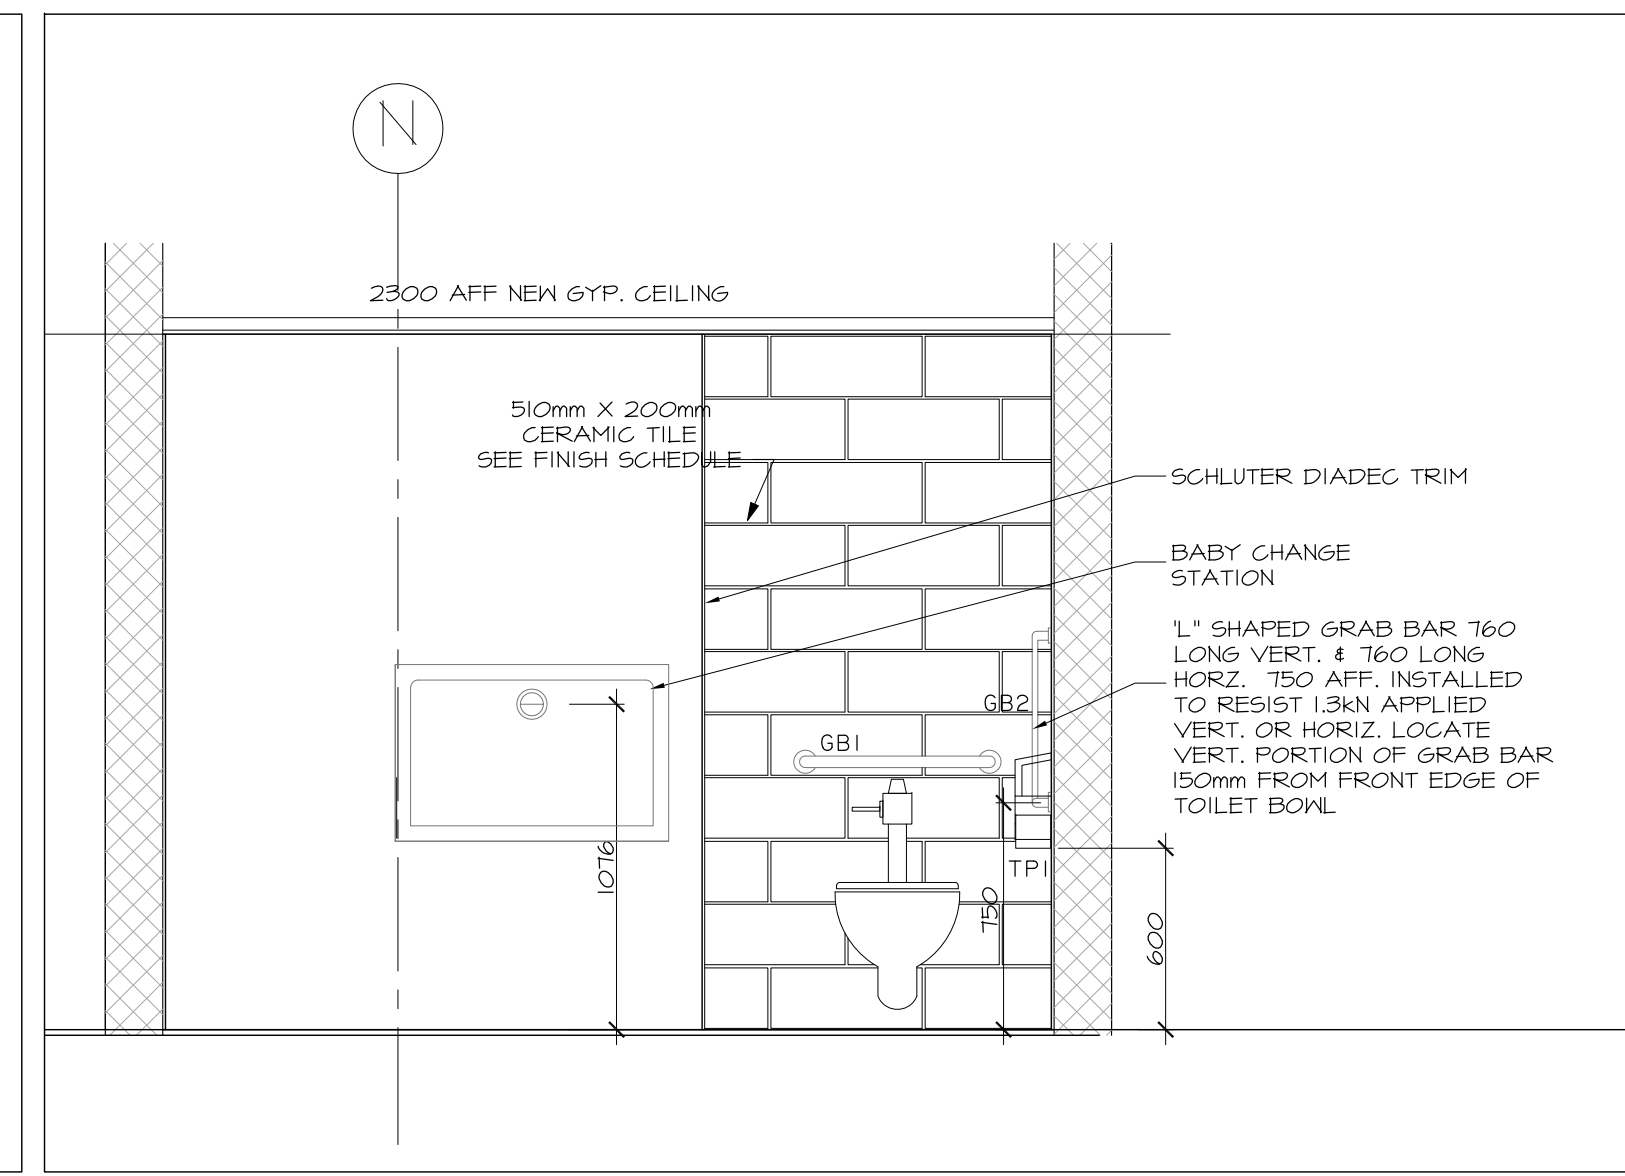 N
2300 AFF NEW GYP. CEILING
510mm X 200mm
CERAMIC TILE
SEE FINISH SCHEDULE
SCHLUTER DIADEC TRIM
BABY CHANGE
STATION
'L" SHAPED GRAB BAR 760
LONG VERT. & 760 LONG
HORZ. 750 AFF. INSTALLED
TO RESIST 1.3kN APPLIED
VERT. OR HORIZ. LOCATE
VERT. PORTION OF GRAB BAR
150mm FROM FRONT EDGE OF
TOILET BOWL
GB2
GB1
TP1
1076
750
600